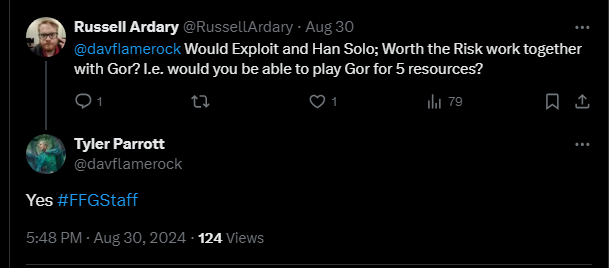 Russell Ardary @RussellArdary · Aug 30
@davflamerock Would Exploit and Han Solo; Worth the Risk work together
with Gor? I.e. would you be able to play Gor for 5 resources?
1 1 79
Tyler Parrott
@davflamerock
Yes #FFGStaff
5:48 PM · Aug 30, 2024 · 124 Views